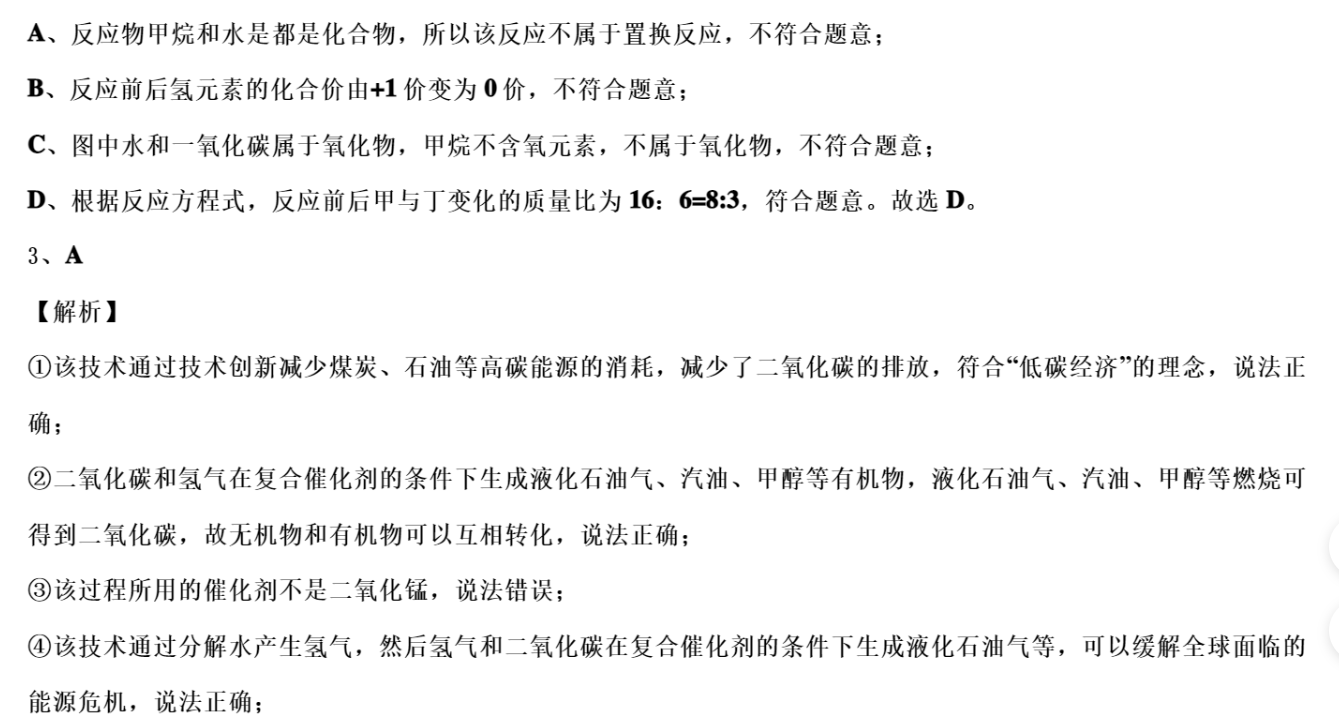 A、反应物甲烷和水是都是化合物，所以该反应不属于置换反应，不符合题意；
B、反应前后氢元素的化合价由+1 价变为 0 价，不符合题意；
C、图中水和一氧化碳属于氧化物，甲烷不含氧元素，不属于氧化物，不符合题意；
D、根据反应方程式，反应前后甲与丁变化的质量比为 16：6=8:3，符合题意。故选 D。
3、A
【解析】
①该技术通过技术创新减少煤炭、石油等高碳能源的消耗，减少了二氧化碳的排放，符合“低碳经济”的理念，说法正
确；
②二氧化碳和氢气在复合催化剂的条件下生成液化石油气、汽油、甲醇等有机物，液化石油气、汽油、甲醇等燃烧可
得到二氧化碳，故无机物和有机物可以互相转化，说法正确；
③该过程所用的催化剂不是二氧化锰，说法错误；
④该技术通过分解水产生氢气，然后氢气和二氧化碳在复合催化剂的条件下生成液化石油气等，可以缓解全球面临的
能源危机，说法正确；